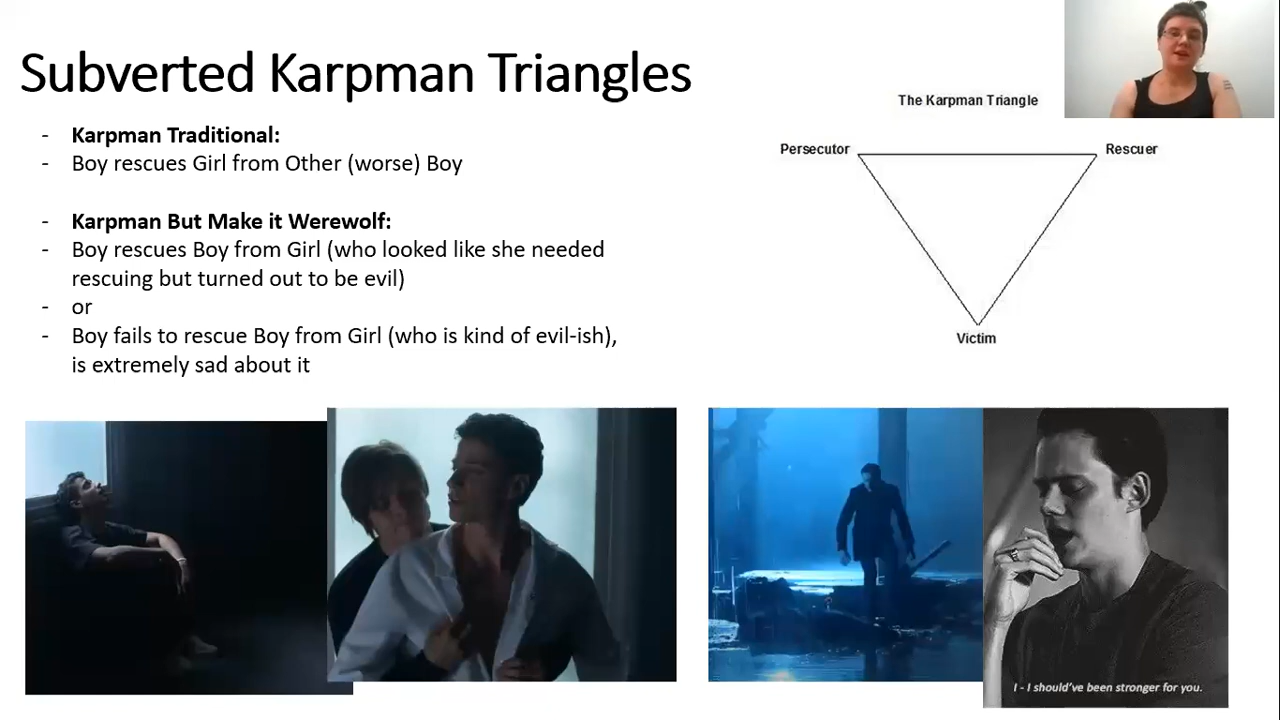 Subverted Karpman Triangles
- Karpman Traditional:
- Boy rescues Girl from Other (worse) Boy
- Karpman But Make it Werewolf:
- Boy rescues Boy from Girl (who looked like she needed
rescuing but turned out to be evil)
- or
- Boy fails to rescue Boy from Girl (who is kind of evil-ish),
is extremely sad about it
The Karpman Triangle
Persecutor
Rescuer
Victim
I - I should've been stronger for you.